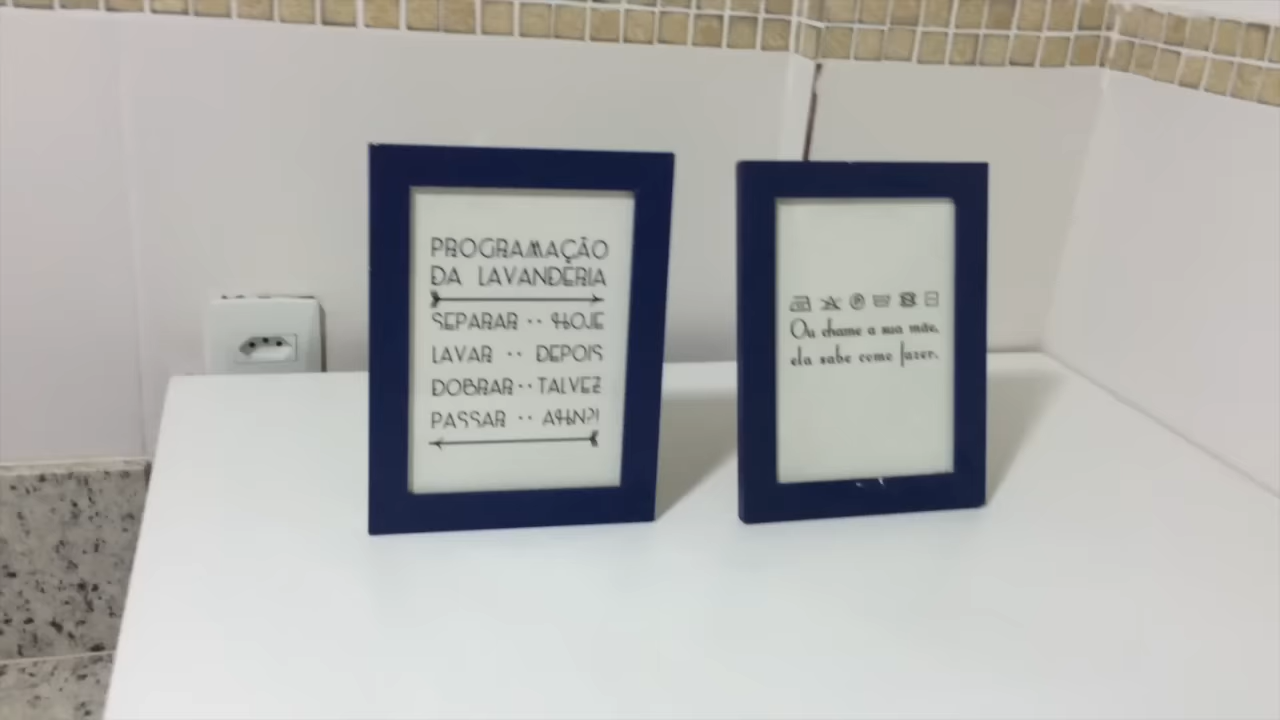 PROGRAMAÇÃO
DA LAVANDERIA
SEPARAR ·· HOJE
LAVAR ·· DEPOIS
DOBRAR ·· TALVEZ
PASSAR ·· AHN?!
Ou chame a sua mãe,
ela sabe como fazer.